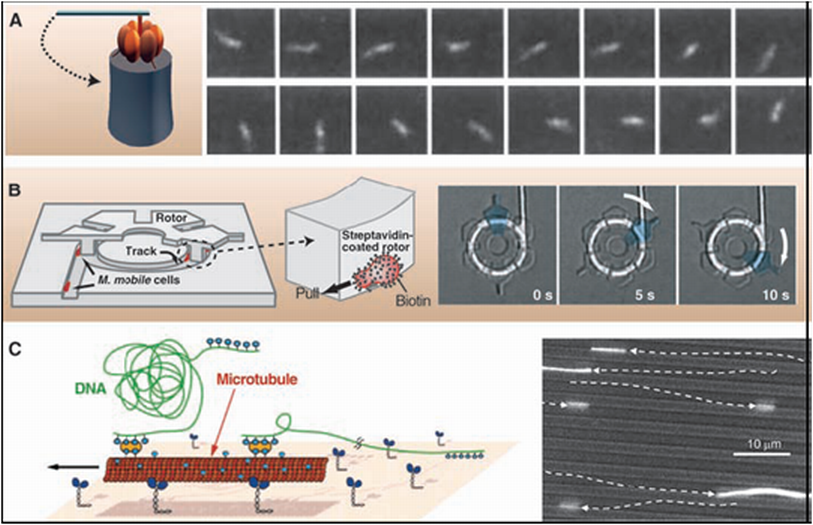 A
B
Rotor
Track
M. mobile cells
Streptavidin-
coated rotor
Pull
Biotin
0 s
5 s
10 s
C
DNA
Microtubule
10 μm